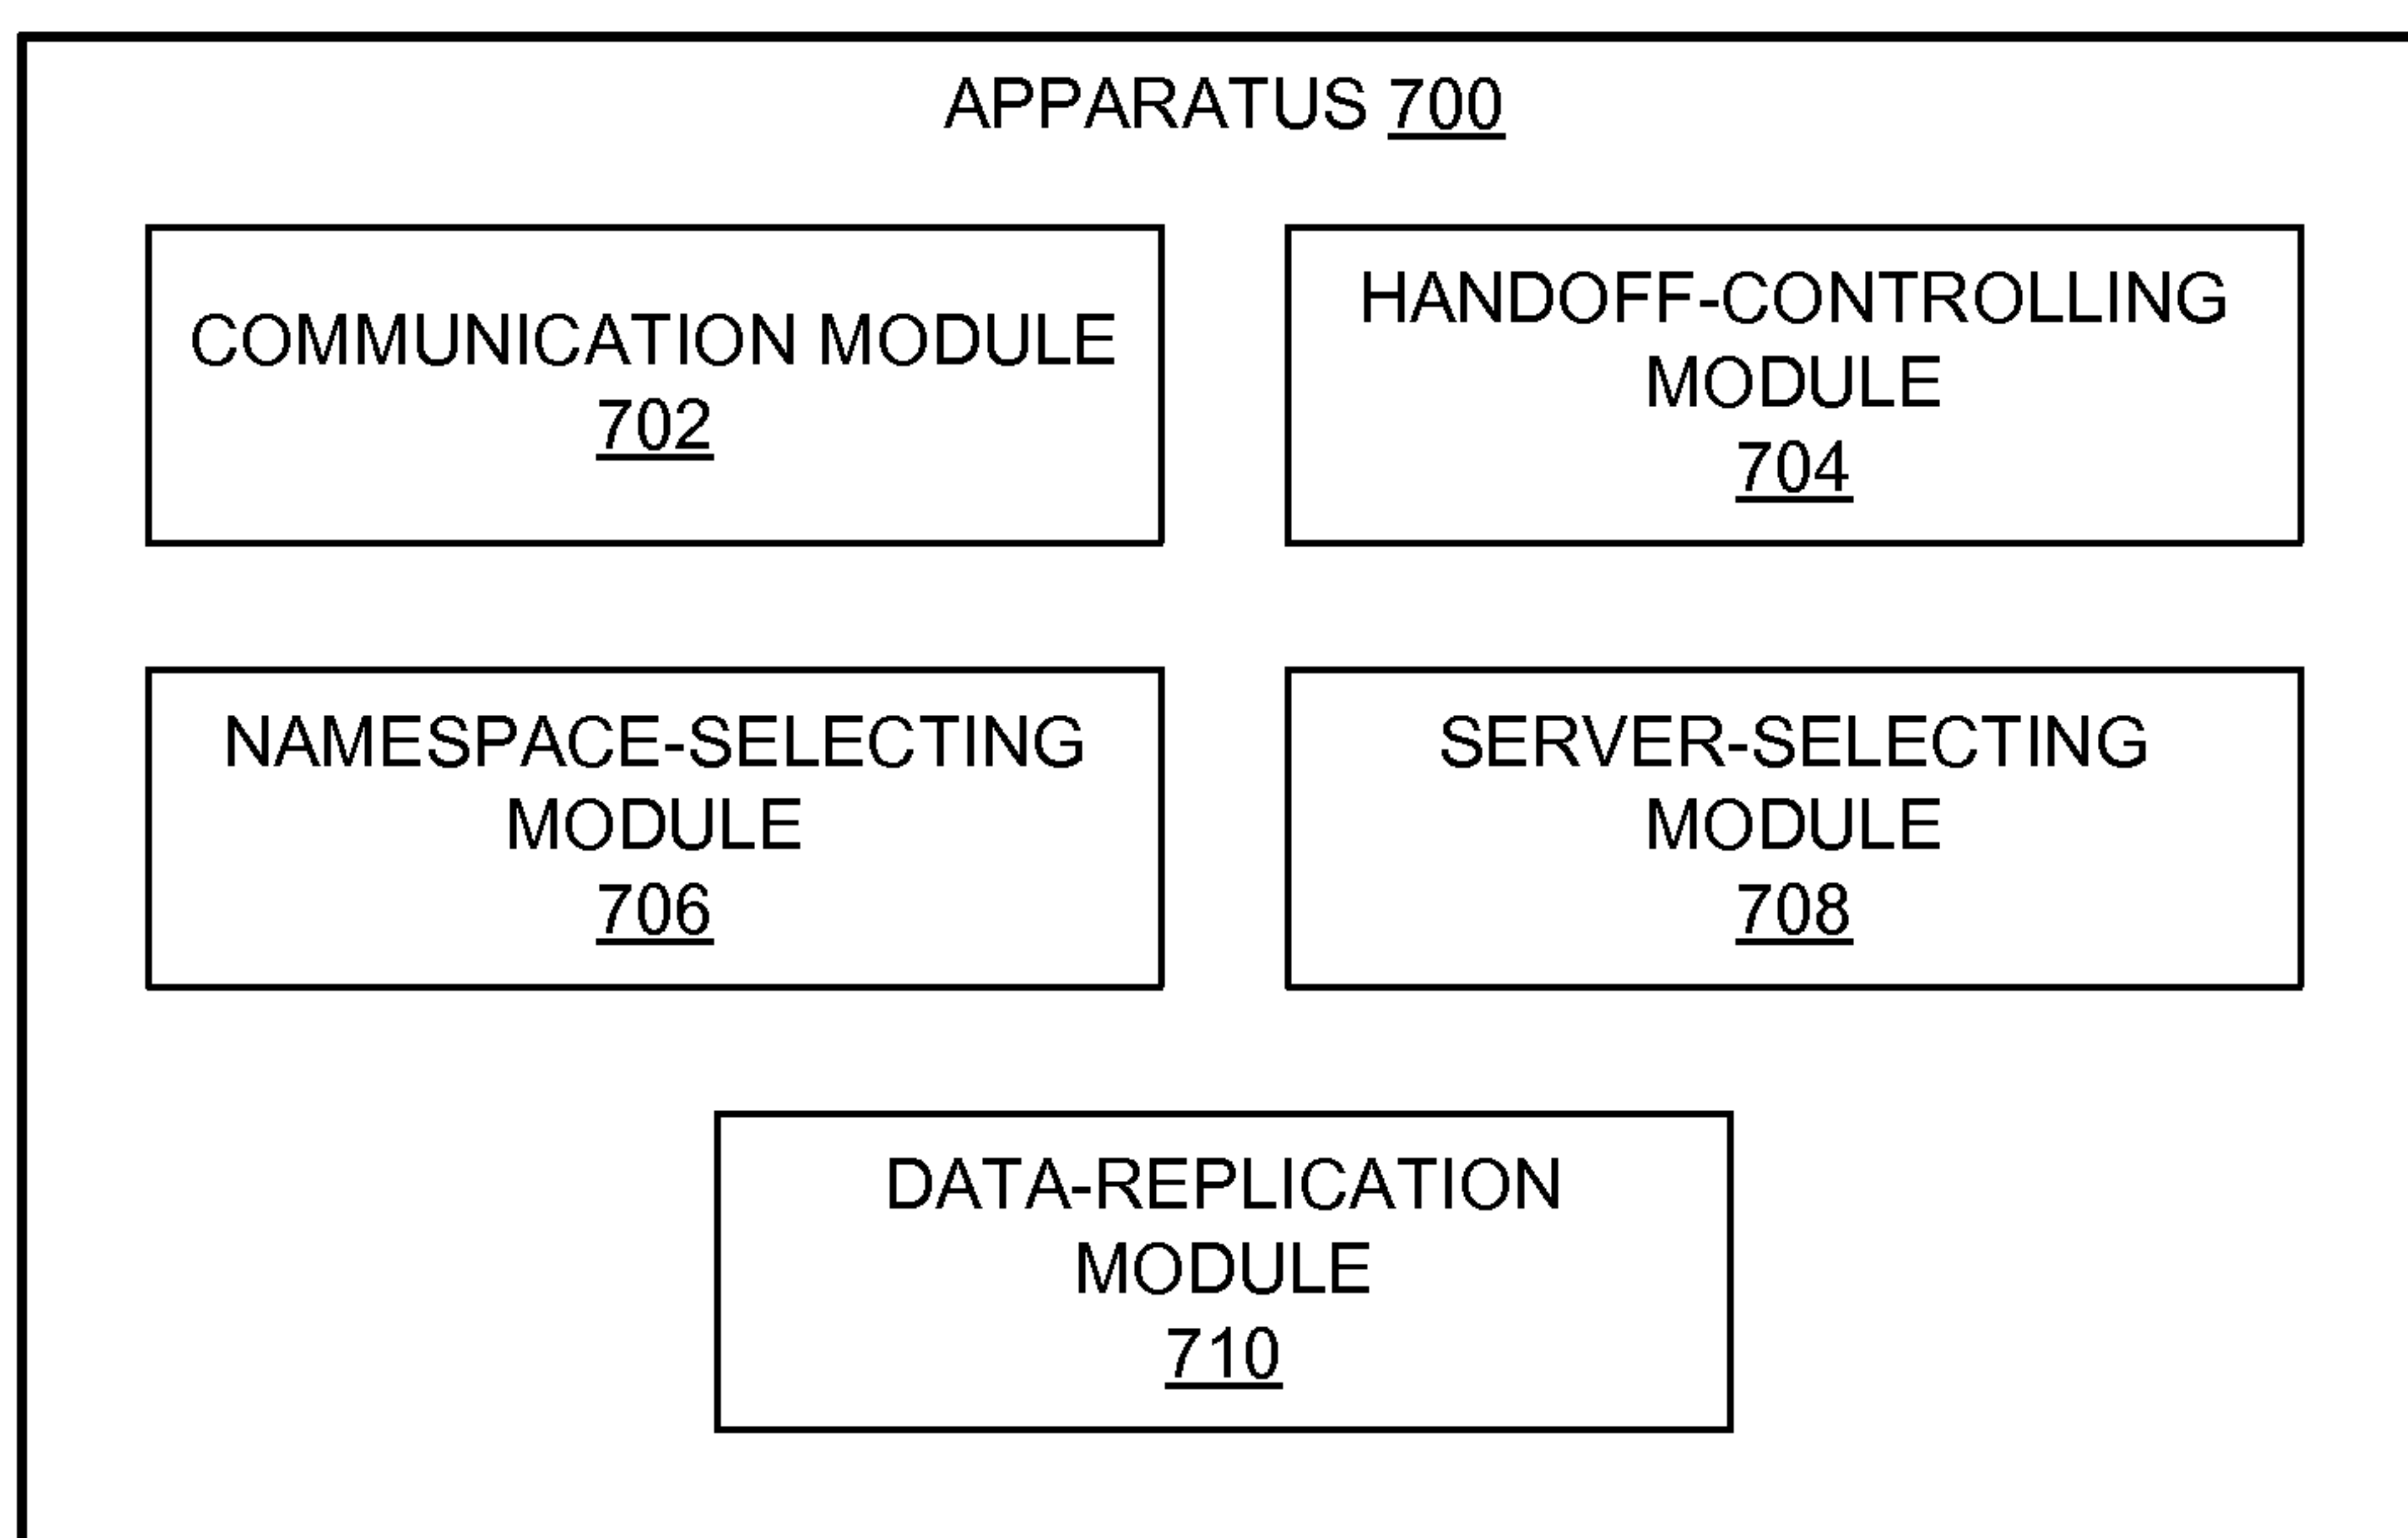 APPARATUS 700
COMMUNICATION MODULE
702
HANDOFF-CONTROLLING
MODULE
704
NAMESPACE-SELECTING
MODULE
706
SERVER-SELECTING
MODULE
708
DATA-REPLICATION
MODULE
710